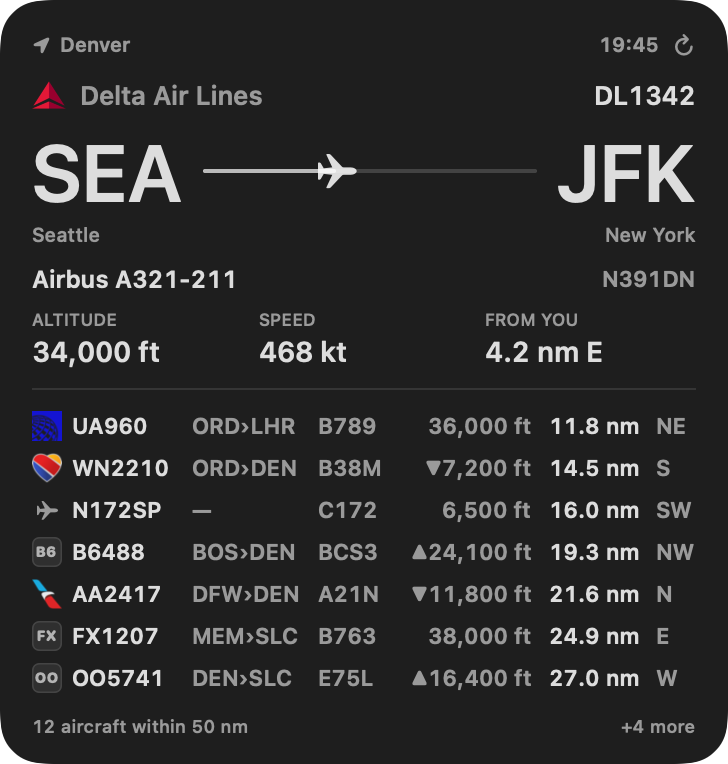 Denver 19:45
Delta Air Lines DL1342
SEA JFK
Seattle New York
Airbus A321-211 N391DN
ALTITUDE SPEED FROM YOU
34,000 ft 468 kt 4.2 nm E
UA960 ORD›LHR B789 36,000 ft 11.8 nm NE
WN2210 ORD›DEN B38M ▼7,200 ft 14.5 nm S
N172SP — C172 6,500 ft 16.0 nm SW
B6 B6488 BOS›DEN BCS3 ▲24,100 ft 19.3 nm NW
AA2417 DFW›DEN A21N ▼11,800 ft 21.6 nm N
FX FX1207 MEM›SLC B763 38,000 ft 24.9 nm E
OO OO5741 DEN›SLC E75L ▲16,400 ft 27.0 nm W
12 aircraft within 50 nm +4 more